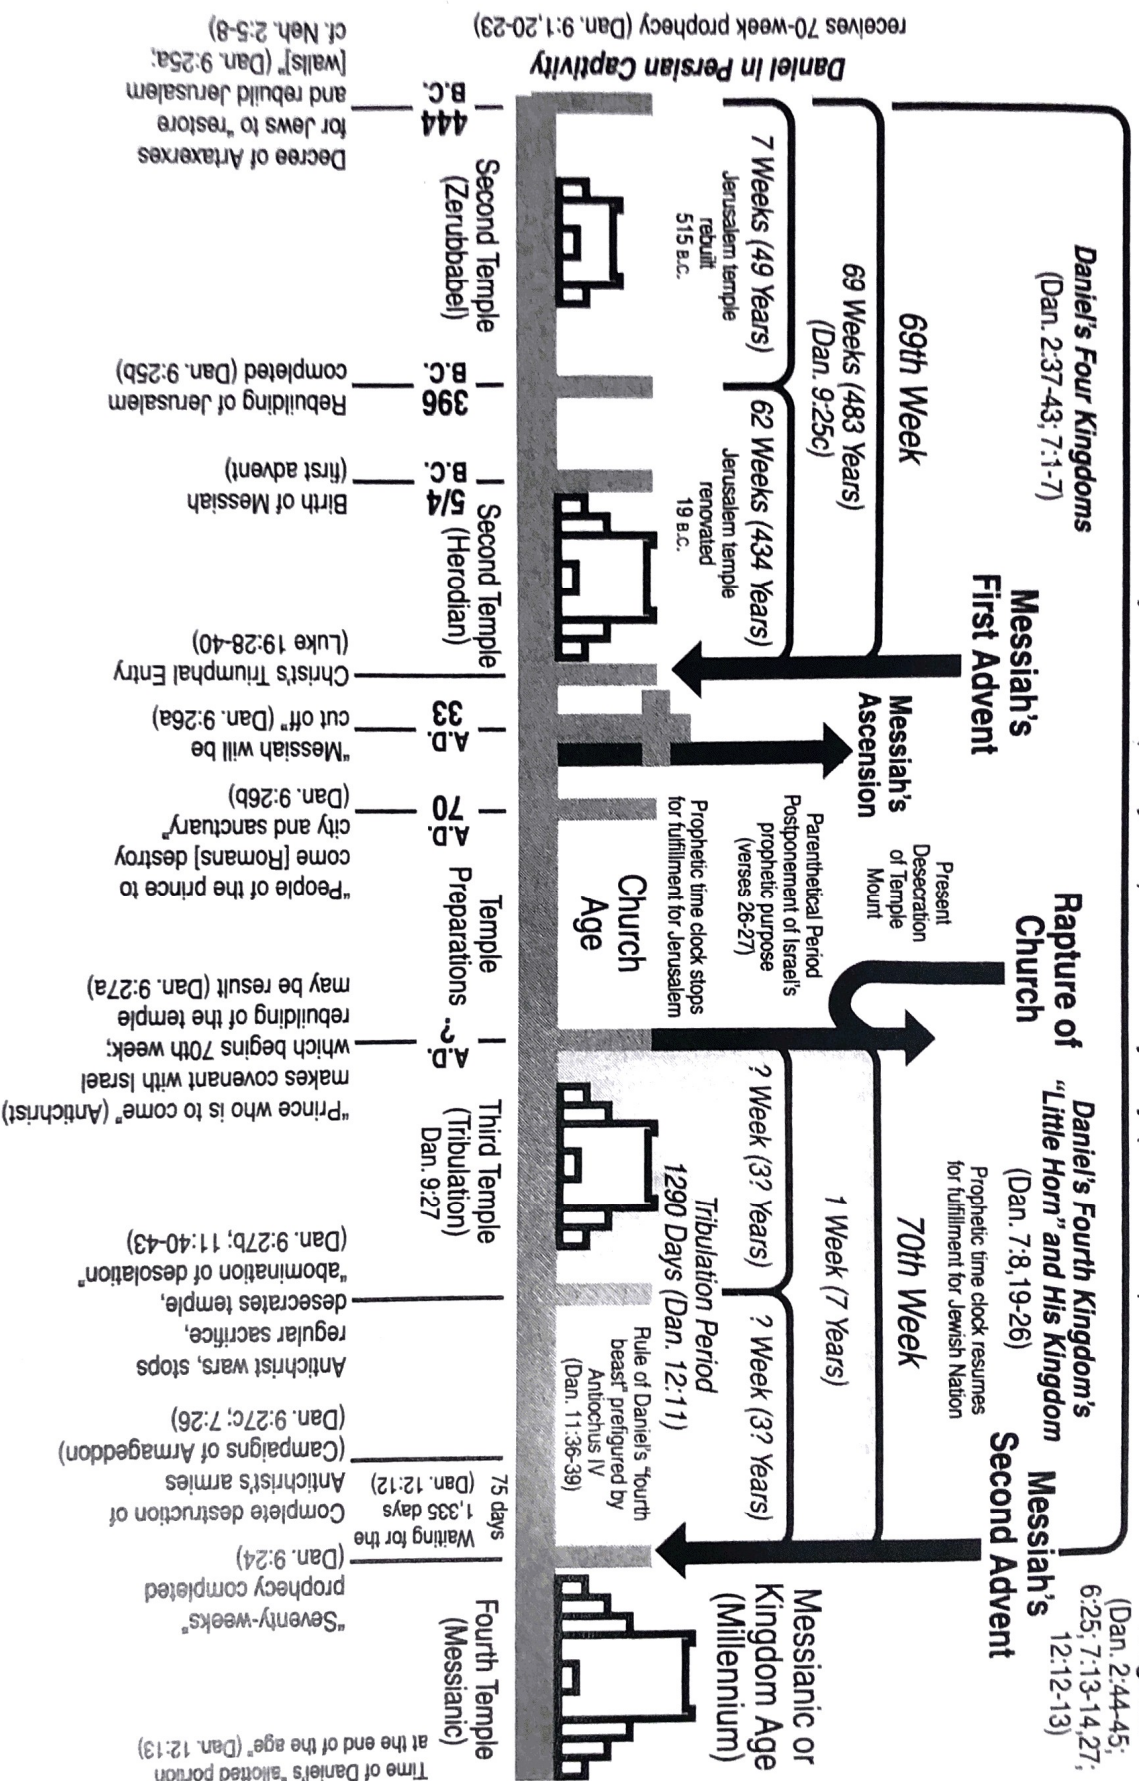 Daniel's Four Kingdoms
(Dan. 2:37-43; 7:1-7)
Messiah's
First Advent
Rapture of
Church
Daniel's Fourth Kingdom's
"Little Horn" and His Kingdom
(Dan. 7:8,19-26)
Messiah's
Second Advent
(Dan. 2:44-45;
6:25; 7:13-14,27;
12:12-13)
69th Week
Messiah's
Ascension
Present
Desecration
of Temple
Mount
Prophetic time clock resumes
for fulfillment for Jewish Nation
70th Week
69 Weeks (483 Years)
(Dan. 9:25c)
1 Week (7 Years)
Messianic or
Kingdom Age
(Millennium)
7 Weeks (49 Years)
62 Weeks (434 Years)
Parenthetical Period
Postponement of Israel's
prophetic purpose
(verses 26-27)
? Week (3? Years)
? Week (3? Years)
Jerusalem temple
rebuilt
515 B.C.
Jerusalem temple
renovated
19 B.C.
Prophetic time clock stops
for fulfillment for Jerusalem
Tribulation Period
1290 Days (Dan. 12:11)
Church
Age
Rule of Daniel's "fourth
beast" prefigured by
Antiochus IV
(Dan. 11:36-39)
Daniel in Persian Captivity
receives 70-week prophecy (Dan. 9:1,20-23)
Second Temple
(Zerubbabel)
Second Temple
(Herodian)
Temple
Preparations
Third Temple
(Tribulation)
Dan. 9:27
75 days
Fourth Temple
(Messianic)
444
B.C.
Decree of Artaxerxes
for Jews to "restore
and rebuild Jerusalem
[walls]" (Dan. 9:25a;
cf. Neh. 2:5-8)
396
B.C.
Rebuilding of Jerusalem
completed (Dan. 9:25b)
5/4
B.C.
Birth of Messiah
(first advent)
Christ's Triumphal Entry
(Luke 19:28-40)
A.D.
33
"Messiah will be
cut off" (Dan. 9:26a)
A.D.
70
"People of the prince to
come [Romans] destroy
city and sanctuary"
(Dan. 9:26b)
A.D.
?
"Prince who is to come" (Antichrist)
makes covenant with Israel
which begins 70th week;
rebuilding of the temple
may be result (Dan. 9:27a)
Antichrist wars, stops
regular sacrifice,
desecrates temple,
"abomination of desolation"
(Dan. 9:27b; 11:40-43)
Complete destruction of
Antichrist's armies
(Campaigns of Armageddon)
(Dan. 9:27c; 7:26)
Waiting for the
1,335 days
(Dan. 12:12)
"Seventy-weeks"
prophecy completed
(Dan. 9:24)
Time of Daniel's "allotted portion
at the end of the age" (Dan. 12:13)